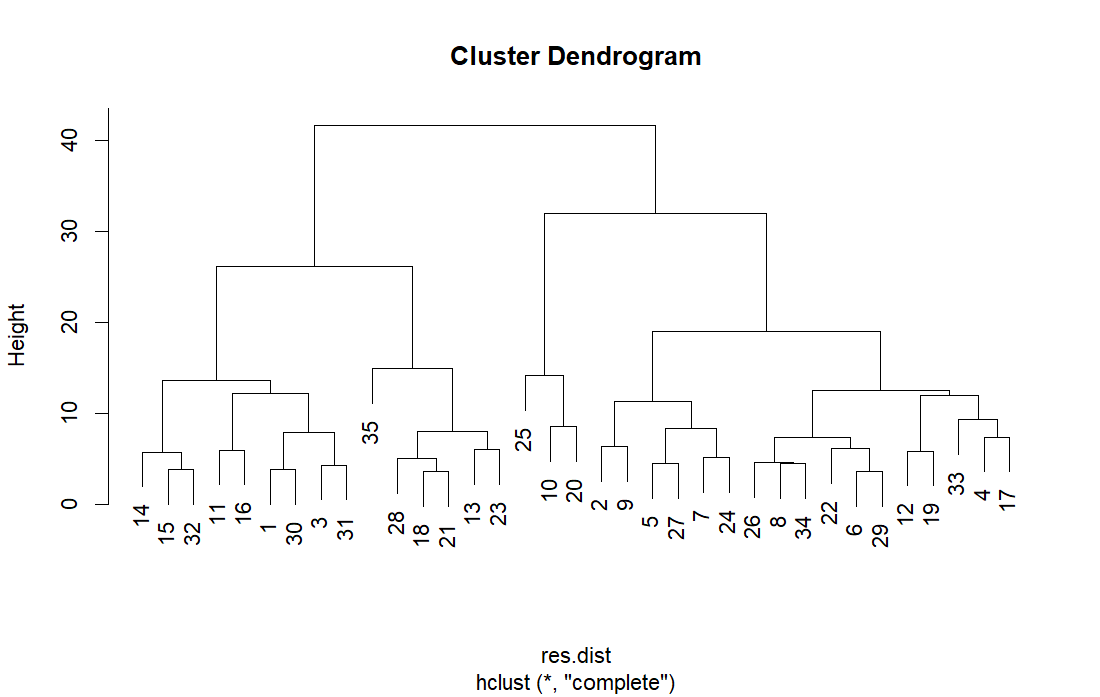 Cluster Dendrogram
Height
40
30
20
10
0
14 15 32 11 16 1 30 3 31 35 28 18 21 13 23 25 10 20 2 9 5 27 7 24 26 8 34 22 6 29 12 19 33 4 17
res.dist
hclust (*, "complete")